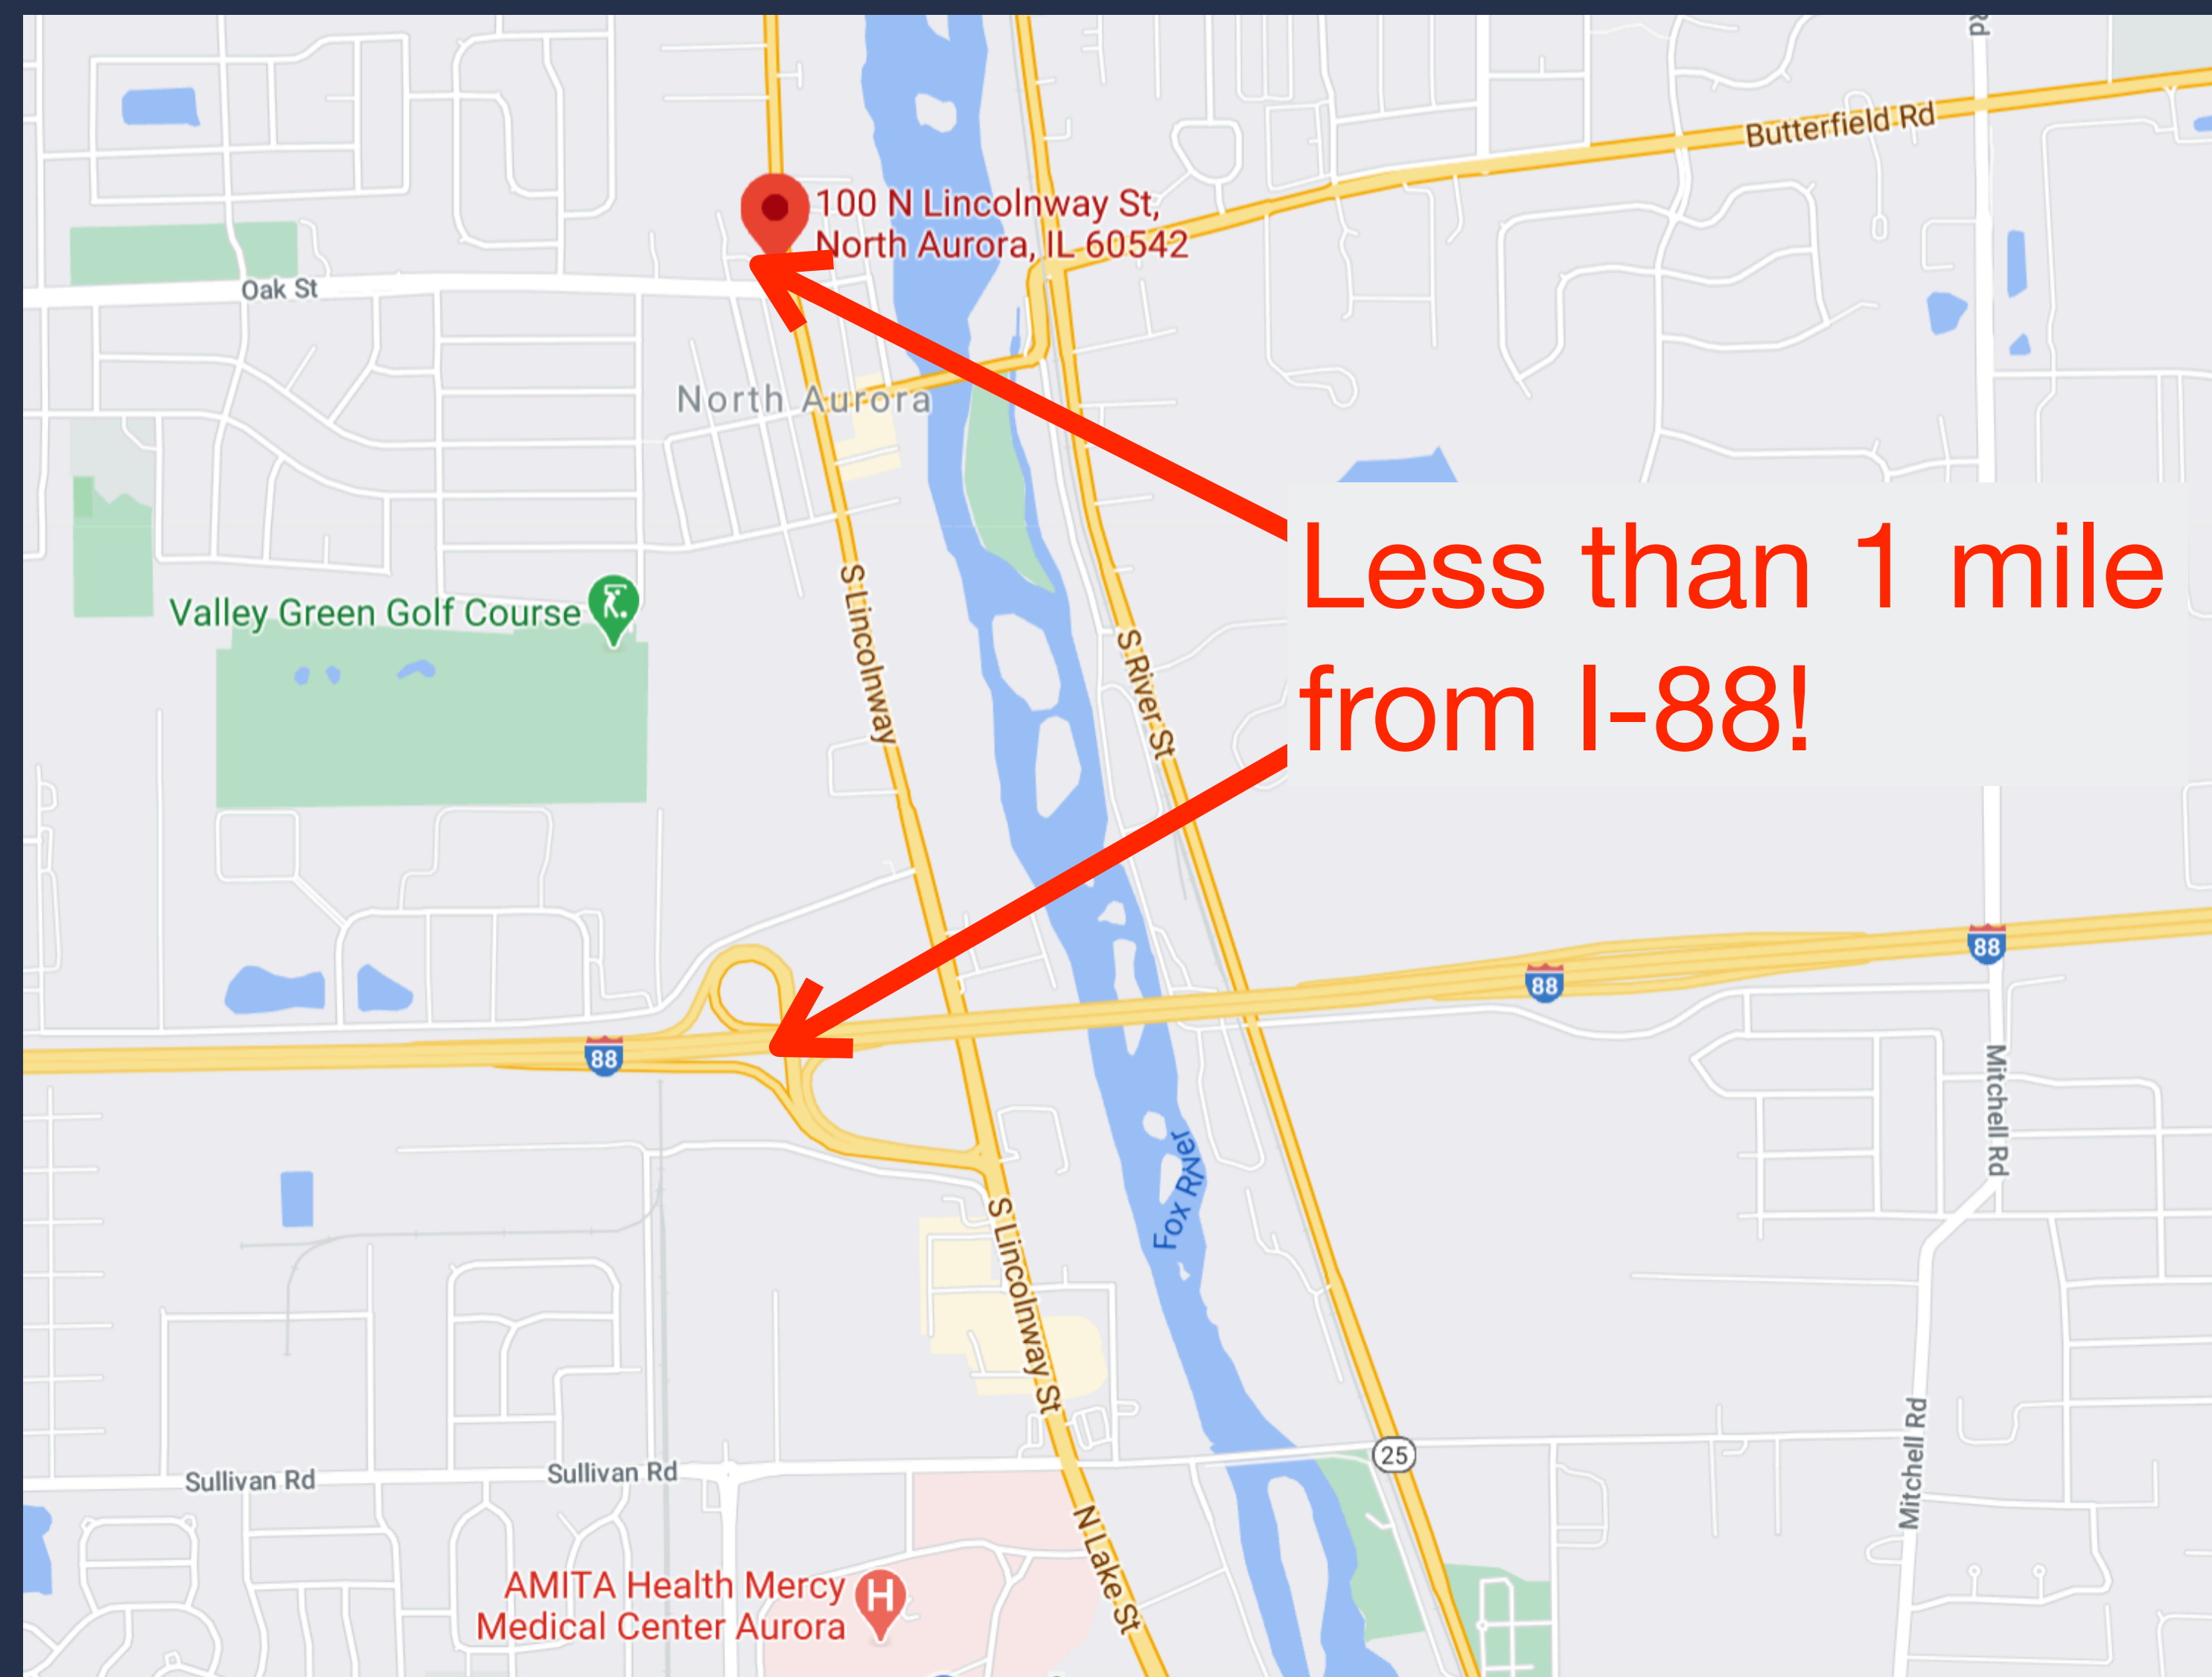 Rd
Butterfield Rd
100 N Lincolnway St,
North Aurora, IL 60542
Oak St
North Aurora
Less than 1 mile
from I-88!
Valley Green Golf Course
S Lincolnway
S River St
88
88
88
Mitchell Rd
Fox River
S Lincolnway St
Sullivan Rd
Sullivan Rd
25
Mitchell Rd
N Lake St
AMITA Health Mercy
Medical Center Aurora
H